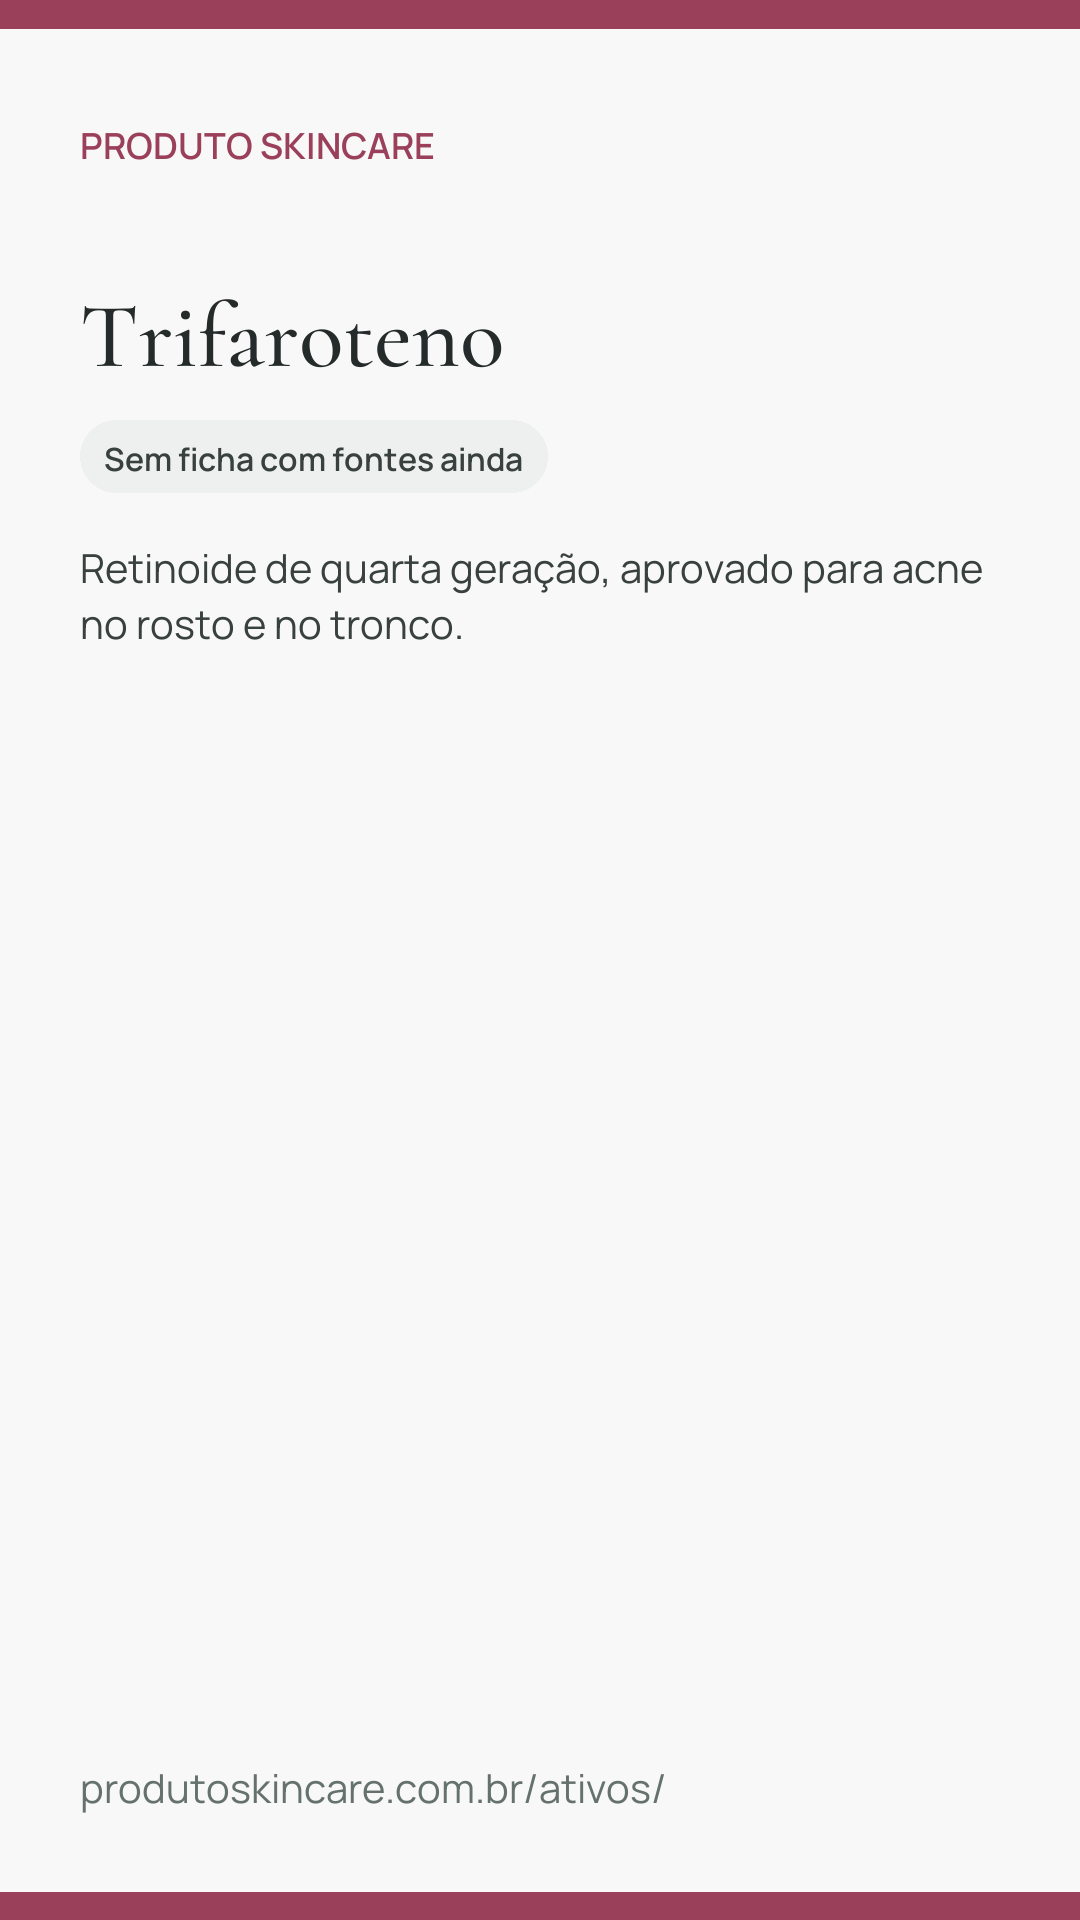 PRODUTO SKINCARE
Trifaroteno
Sem ficha com fontes ainda
Retinoide de quarta geração, aprovado para acne
no rosto e no tronco.
produtoskincare.com.br/ativos/